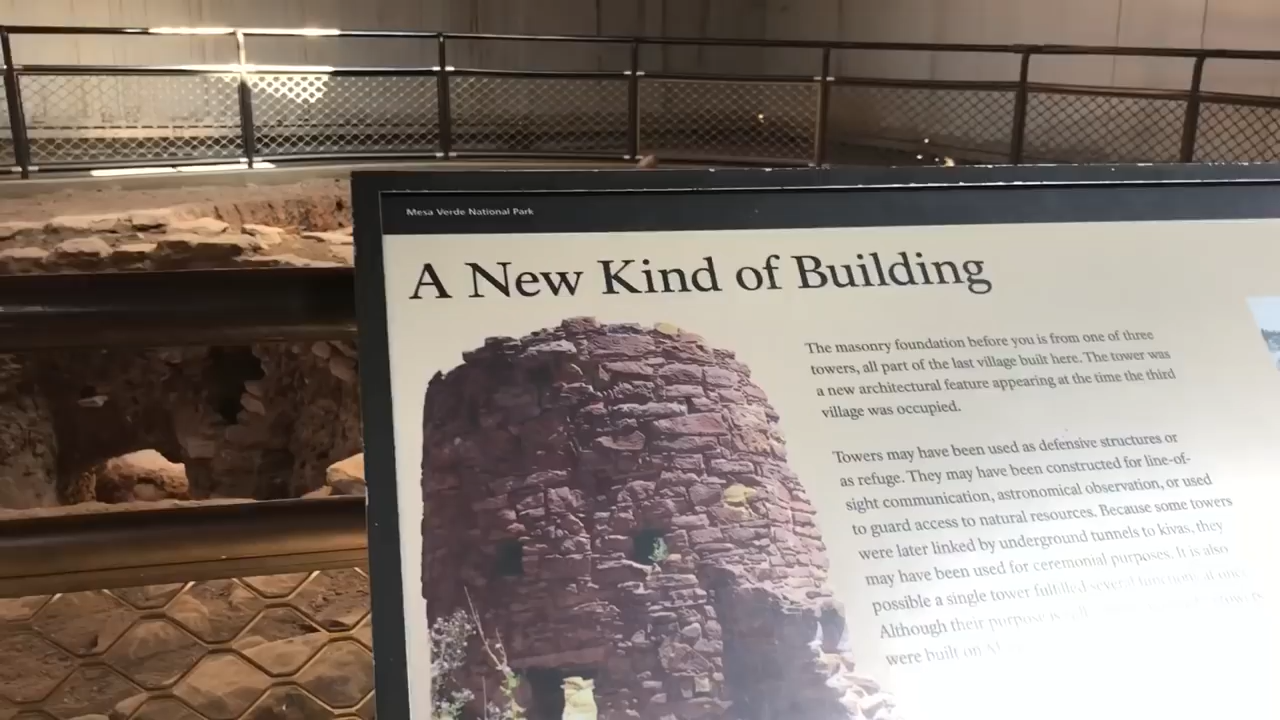 Mesa Verde National Park
A New Kind of Building
The masonry foundation before you is from one of three
towers, all part of the last village built here. The tower was
a new architectural feature appearing at the time the third
village was occupied.
Towers may have been used as defensive structures or
as refuge. They may have been constructed for line-of-
sight communication, astronomical observation, or used
to guard access to natural resources. Because some towers
were later linked by underground tunnels to kivas, they
may have been used for ceremonial purposes. It is also
possible a single tower fulfilled several functions at once.
Although their purpose is
were built on